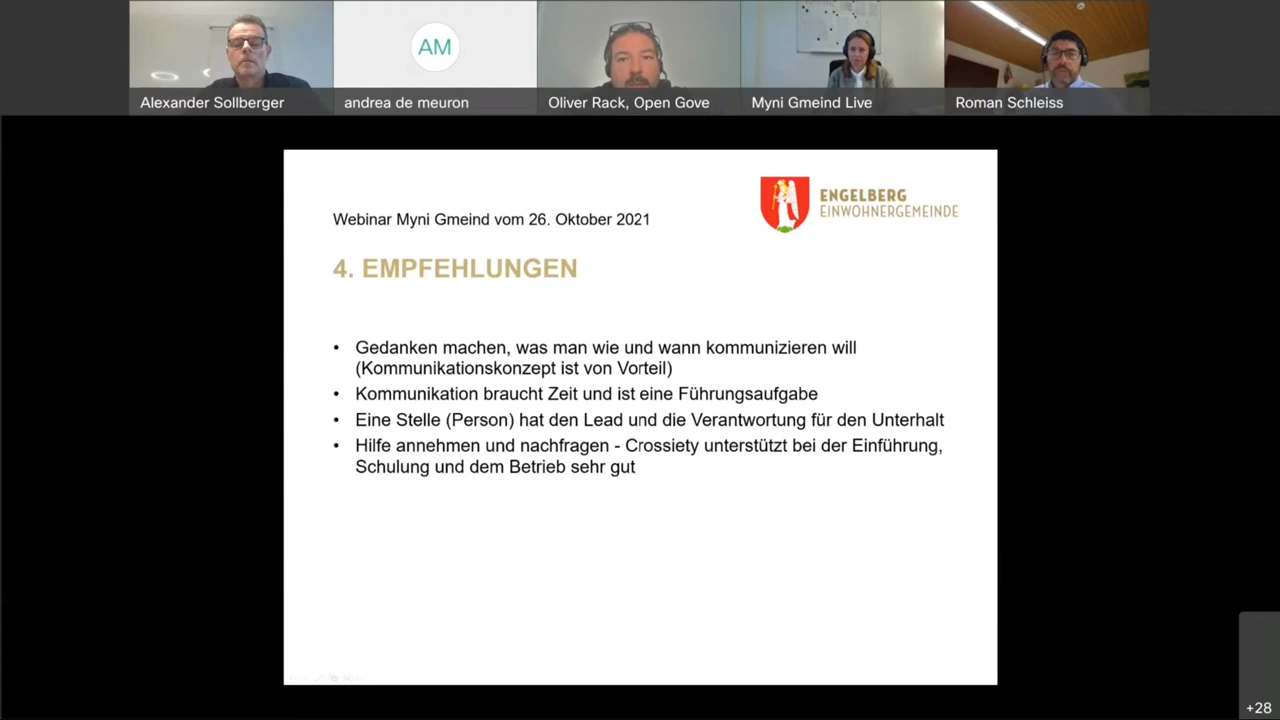 AM
Alexander Sollberger
andrea de meuron
Oliver Rack, Open Gove
Myni Gmeind Live
Roman Schleiss
ENGELBERG
EINWOHNERGEMEINDE
Webinar Myni Gmeind vom 26. Oktober 2021
4. EMPFEHLUNGEN
• Gedanken machen, was man wie und wann kommunizieren will
(Kommunikationskonzept ist von Vorteil)
• Kommunikation braucht Zeit und ist eine Führungsaufgabe
• Eine Stelle (Person) hat den Lead und die Verantwortung für den Unterhalt
• Hilfe annehmen und nachfragen - Crossiety unterstützt bei der Einführung,
Schulung und dem Betrieb sehr gut
+28